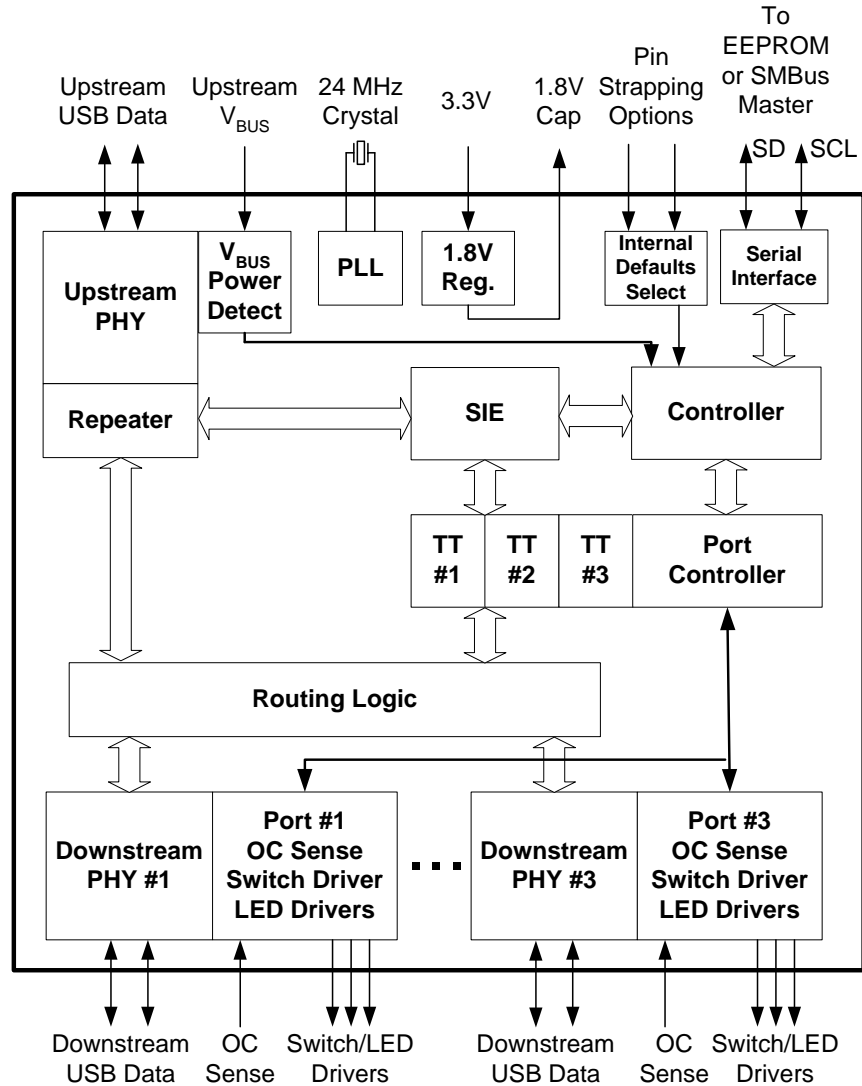 To
EEPROM
or SMBus
Master
Upstream
USB Data
Upstream
VBUS
24 MHz
Crystal
3.3V
1.8V
Cap
Pin
Strapping
Options
SD
SCL
Upstream
PHY
VBUS
Power
Detect
PLL
1.8V
Reg.
Internal
Defaults
Select
Serial
Interface
Repeater
SIE
Controller
TT
#1
TT
#2
TT
#3
Port
Controller
Routing Logic
Downstream
PHY #1
Port #1
OC Sense
Switch Driver
LED Drivers
...
Downstream
PHY #3
Port #3
OC Sense
Switch Driver
LED Drivers
Downstream
USB Data
OC
Sense
Switch/LED
Drivers
Downstream
USB Data
OC
Sense
Switch/LED
Drivers